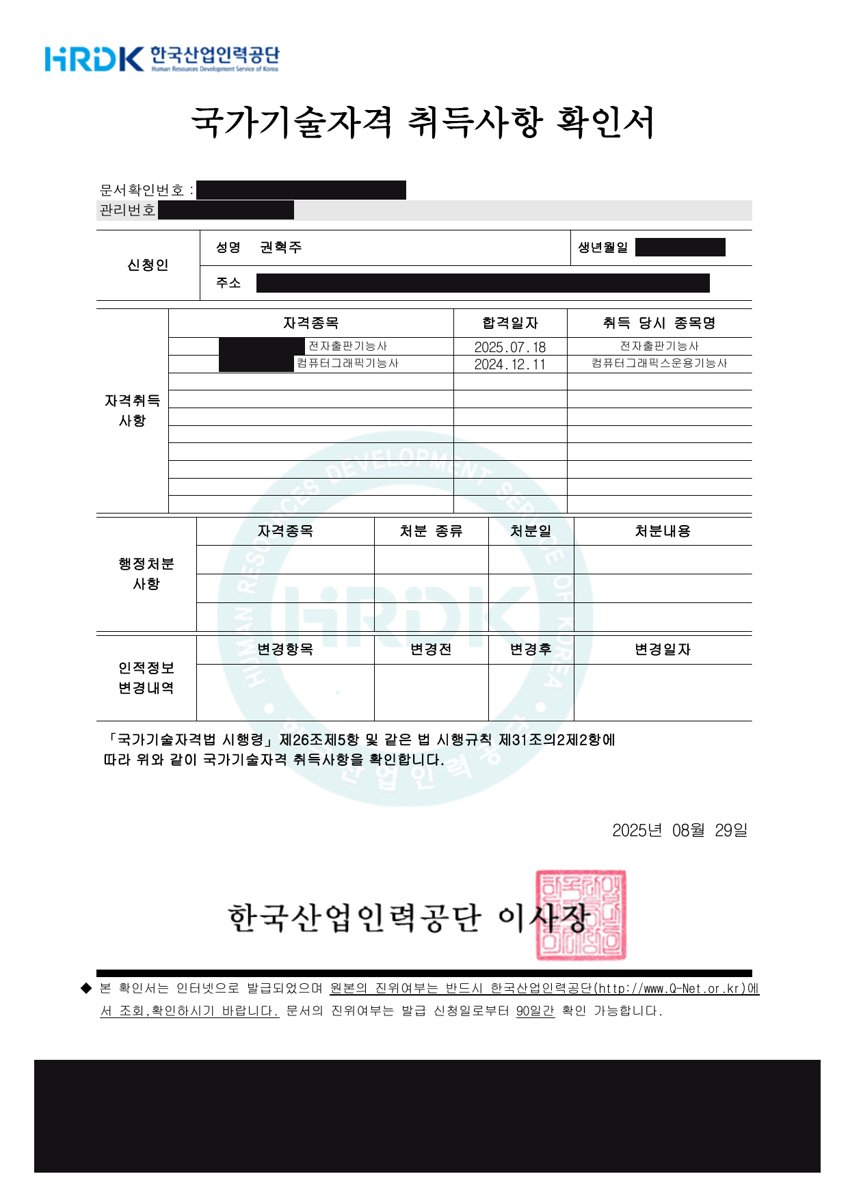 HRDK 한국산업인력공단
Human Resources Development Service of Korea
국가기술자격 취득사항 확인서
문서확인번호 :
관리번호
신청인
성명 권혁주
생년월일
주소
자격취득
사항
자격종목 합격일자 취득 당시 종목명
전자출판기능사 2025.07.18 전자출판기능사
컴퓨터그래픽기능사 2024.12.11 컴퓨터그래픽스운용기능사
행정처분
사항
자격종목 처분 종류 처분일 처분내용
인적정보
변경내역
변경항목 변경전 변경후 변경일자
HUMAN RESOURCES DEVELOPMENT SERVICE OF KOREA
HRDK
한국산업인력공단
「국가기술자격법 시행령」제26조제5항 및 같은 법 시행규칙 제31조의2제2항에
따라 위와 같이 국가기술자격 취득사항을 확인합니다.
2025년 08월 29일
한국산업인력공단 이사장
◆ 본 확인서는 인터넷으로 발급되었으며 원본의 진위여부는 반드시 한국산업인력공단(http://www.Q-Net.or.kr)에
서 조회,확인하시기 바랍니다. 문서의 진위여부는 발급 신청일로부터 90일간 확인 가능합니다.